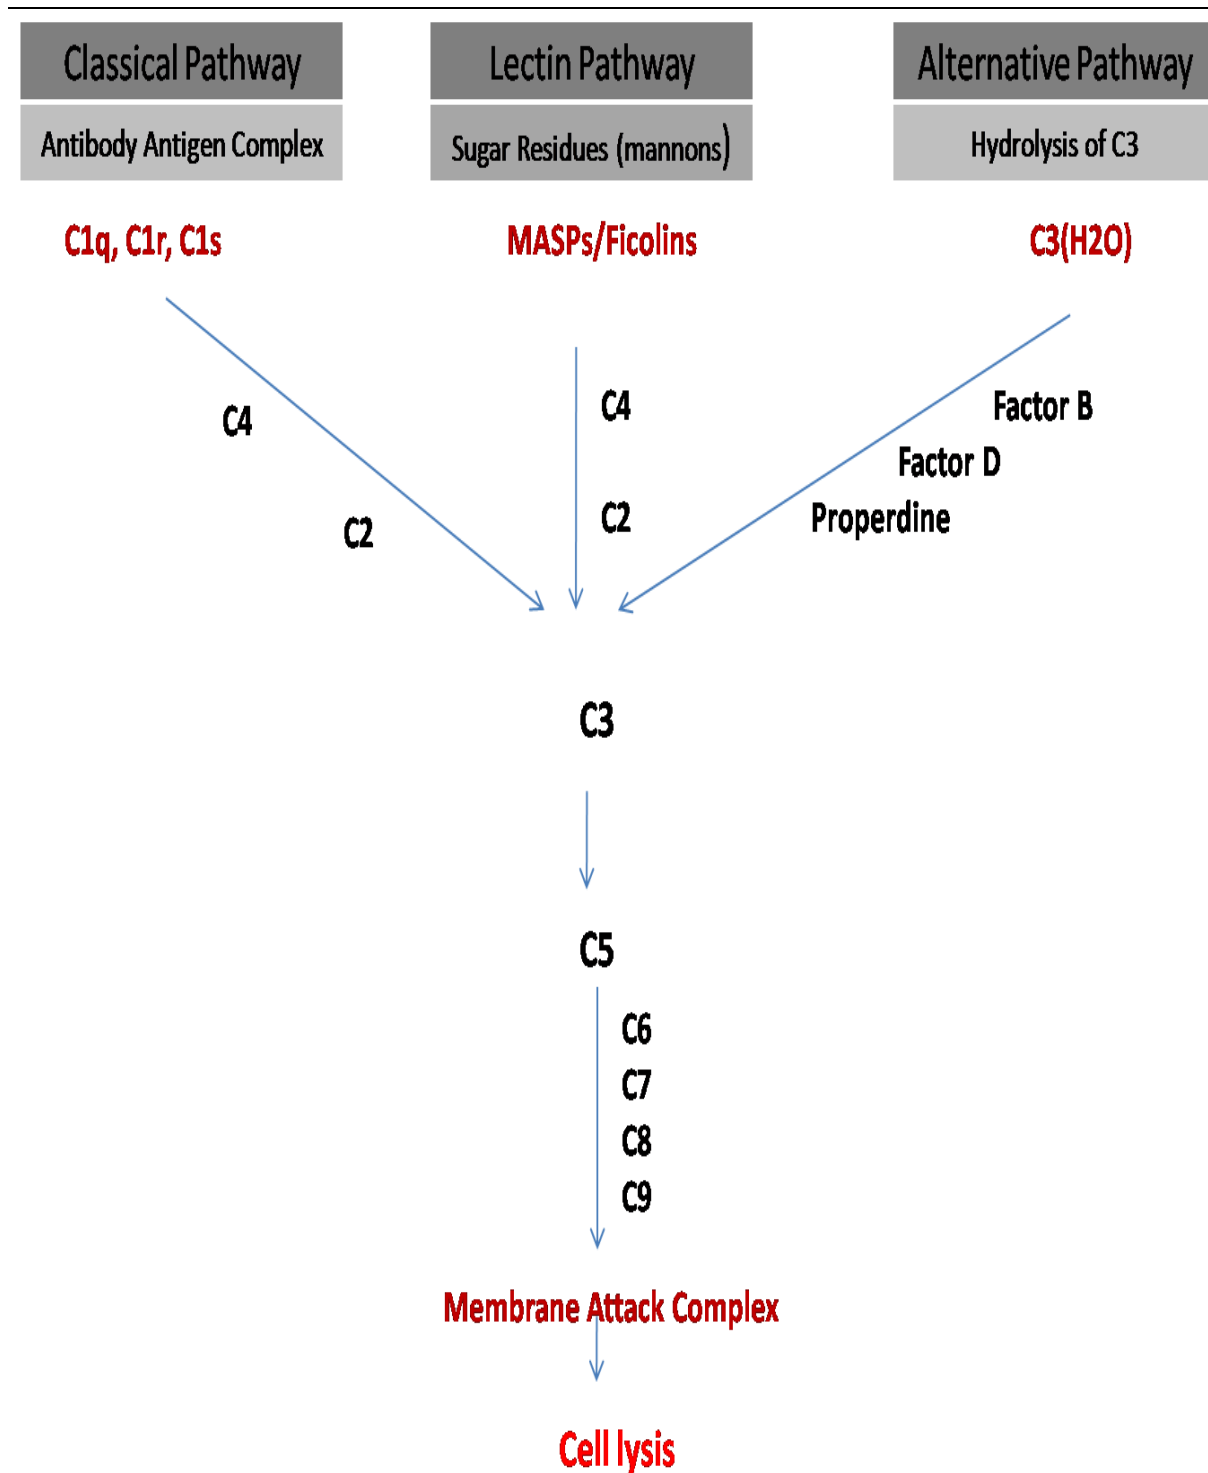 Classical Pathway
Lectin Pathway
Alternative Pathway
Antibody Antigen Complex
Sugar Residues (mannons)
Hydrolysis of C3
C1q, C1r, C1s
MASPs/Ficolins
C3(H2O)
C4
C2
C4
C2
Factor B
Factor D
Properdine
C3
C5
C6
C7
C8
C9
Membrane Attack Complex
Cell lysis